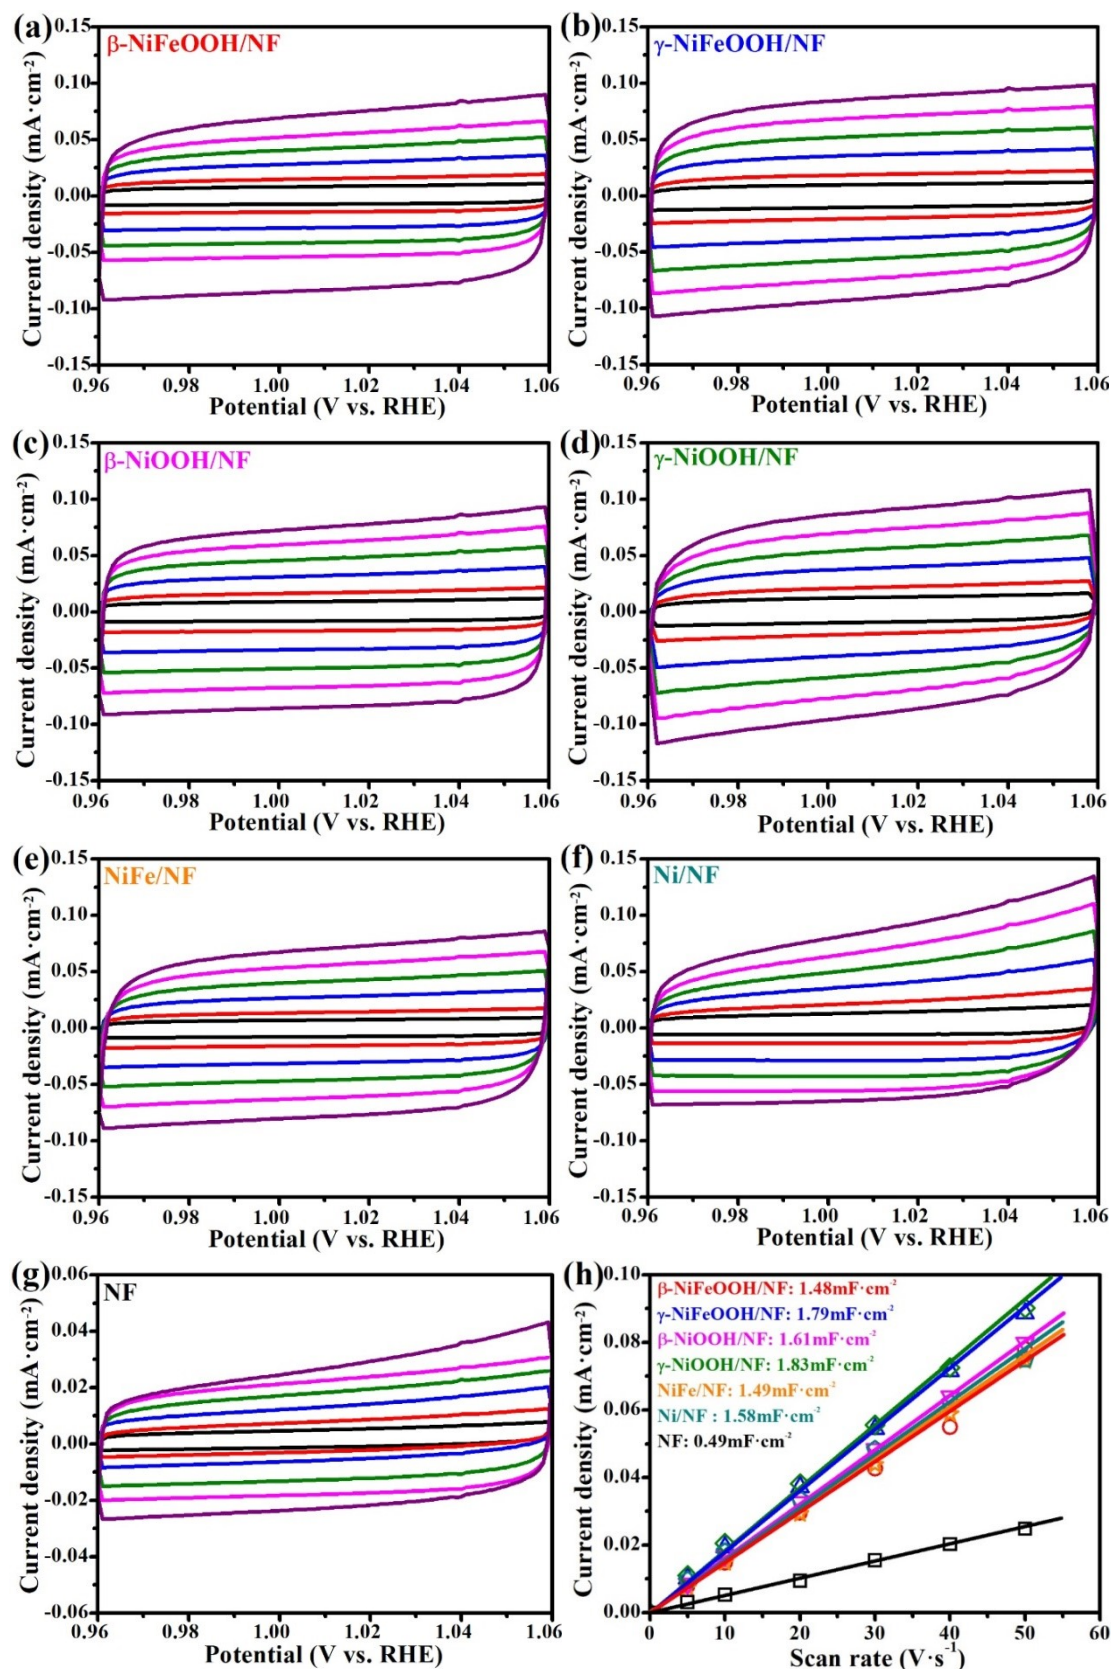 (a)
β-NiFeOOH/NF
Current density (mA·cm⁻²)
0.15
0.10
0.05
0.00
-0.05
-0.10
-0.15
0.96 0.98 1.00 1.02 1.04 1.06
Potential (V vs. RHE)
(b)
γ-NiFeOOH/NF
Current density (mA·cm⁻²)
0.15
0.10
0.05
0.00
-0.05
-0.10
-0.15
0.96 0.98 1.00 1.02 1.04 1.06
Potential (V vs. RHE)
(c)
β-NiOOH/NF
Current density (mA·cm⁻²)
0.15
0.10
0.05
0.00
-0.05
-0.10
-0.15
0.96 0.98 1.00 1.02 1.04 1.06
Potential (V vs. RHE)
(d)
γ-NiOOH/NF
Current density (mA·cm⁻²)
0.15
0.10
0.05
0.00
-0.05
-0.10
-0.15
0.96 0.98 1.00 1.02 1.04 1.06
Potential (V vs. RHE)
(e)
NiFe/NF
Current density (mA·cm⁻²)
0.15
0.10
0.05
0.00
-0.05
-0.10
-0.15
0.96 0.98 1.00 1.02 1.04 1.06
Potential (V vs. RHE)
(f)
Ni/NF
Current density (mA·cm⁻²)
0.15
0.10
0.05
0.00
-0.05
-0.10
-0.15
0.96 0.98 1.00 1.02 1.04 1.06
Potential (V vs. RHE)
(g)
NF
Current density (mA·cm⁻²)
0.06
0.04
0.02
0.00
-0.02
-0.04
-0.06
0.96 0.98 1.00 1.02 1.04 1.06
Potential (V vs. RHE)
(h)
β-NiFeOOH/NF: 1.48mF·cm⁻²
γ-NiFeOOH/NF: 1.79mF·cm⁻²
β-NiOOH/NF: 1.61mF·cm⁻²
γ-NiOOH/NF: 1.83mF·cm⁻²
NiFe/NF: 1.49mF·cm⁻²
Ni/NF : 1.58mF·cm⁻²
NF: 0.49mF·cm⁻²
Current density (mA·cm⁻²)
0.10
0.08
0.06
0.04
0.02
0.00
0 10 20 30 40 50 60
Scan rate (V·s⁻¹)